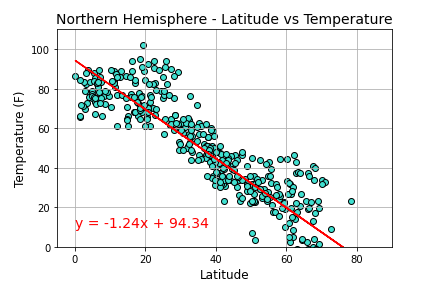 Northern Hemisphere - Latitude vs Temperature
100
80
60
40
20
0
Temperature (F)
y = -1.24x + 94.34
0 20 40 60 80
Latitude